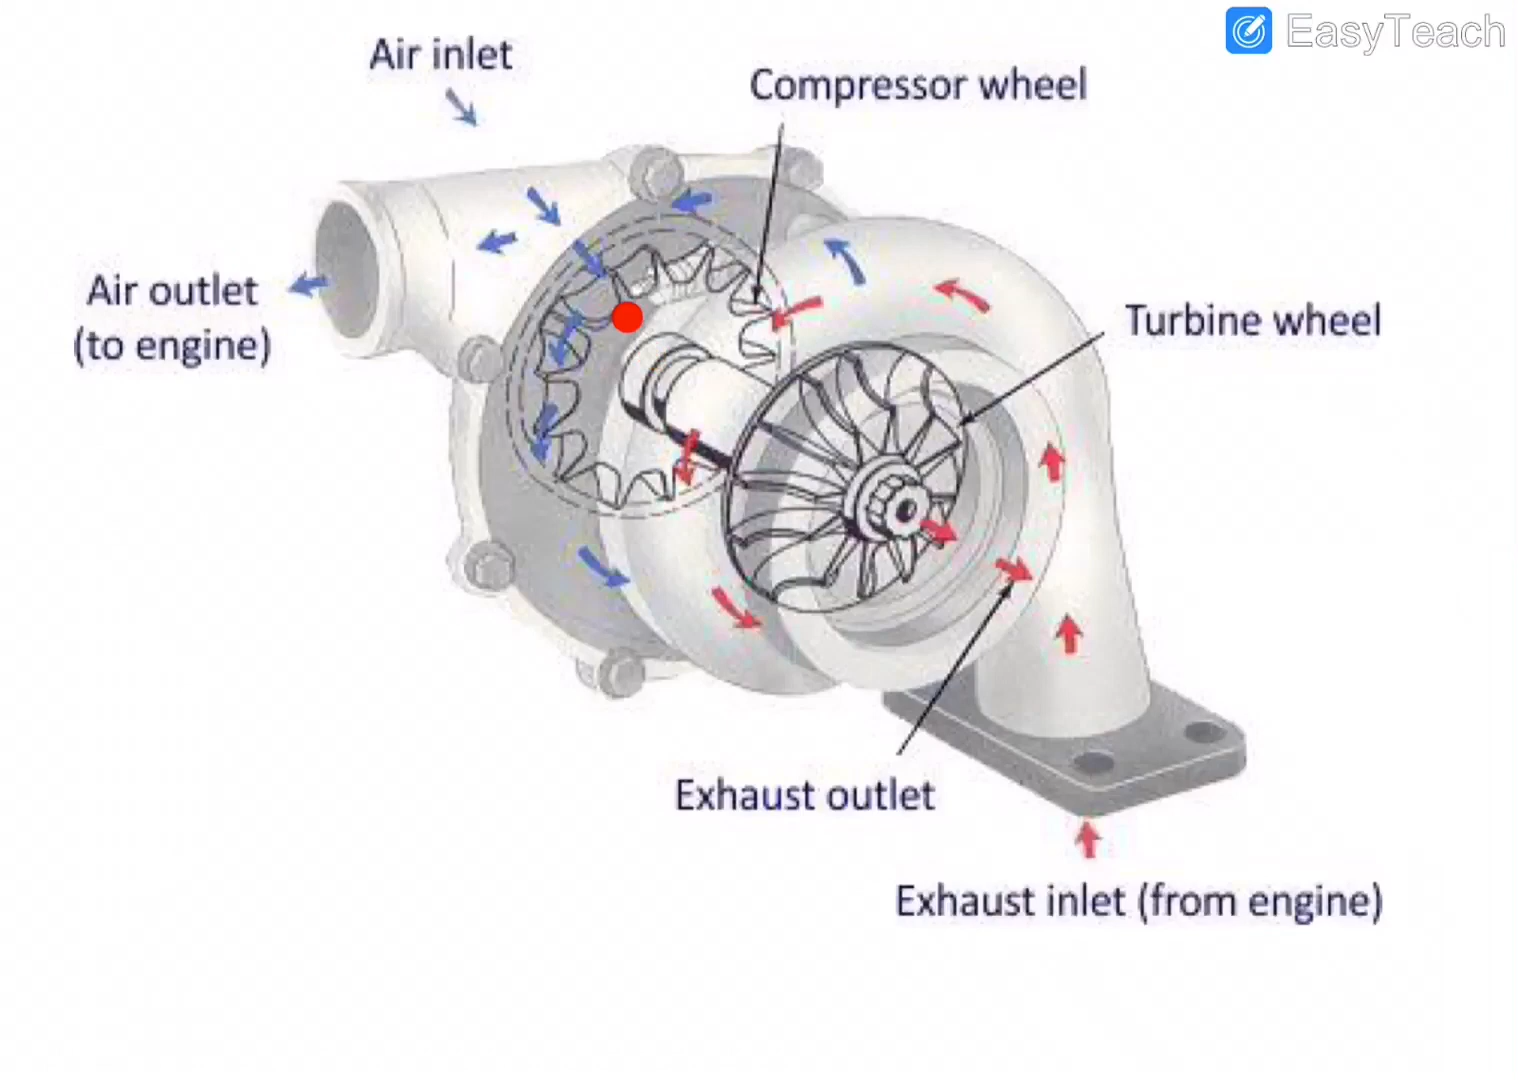 EasyTeach
Air inlet
Compressor wheel
Air outlet
(to engine)
Turbine wheel
Exhaust outlet
Exhaust inlet (from engine)